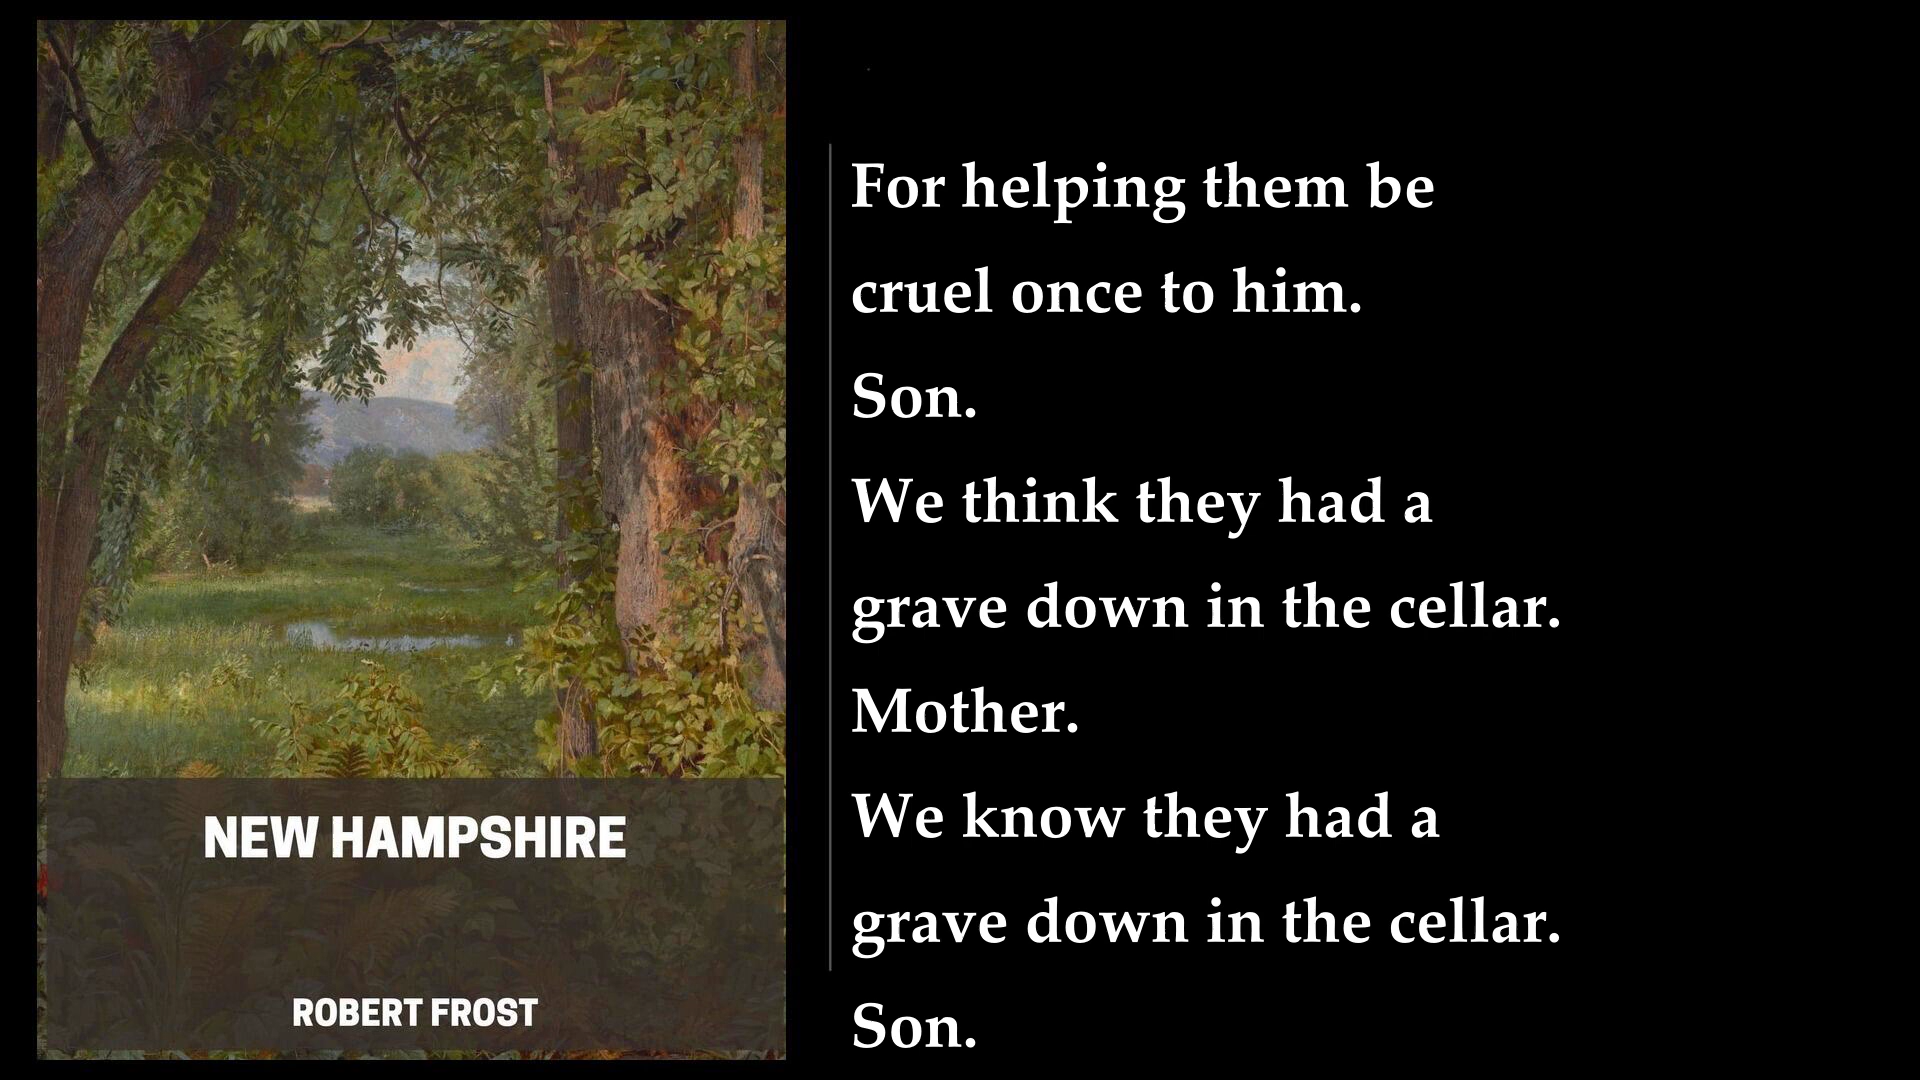 NEW HAMPSHIRE
ROBERT FROST
For helping them be
cruel once to him.
Son.
We think they had a
grave down in the cellar.
Mother.
We know they had a
grave down in the cellar.
Son.